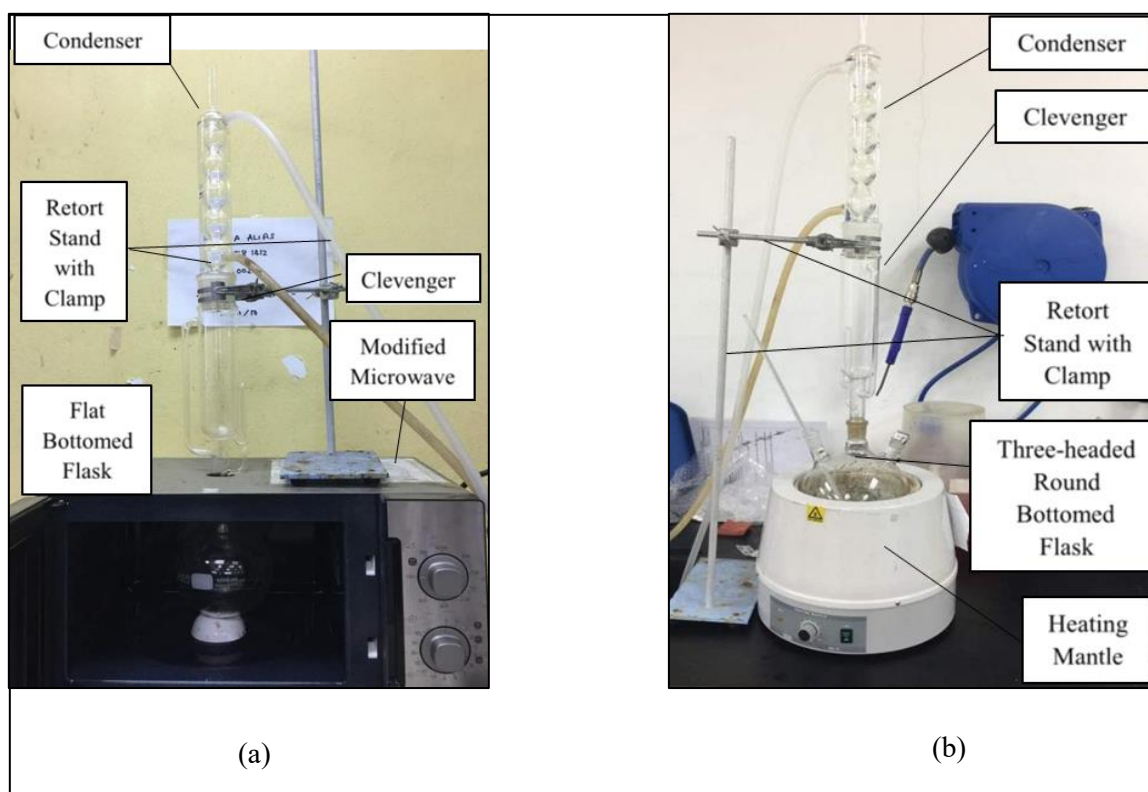 Condenser
Retort
Stand
with
Clamp
Clevenger
Modified
Microwave
Flat
Bottomed
Flask
(a)
Condenser
Clevenger
Retort
Stand with
Clamp
Three-headed
Round
Bottomed
Flask
Heating
Mantle
(b)